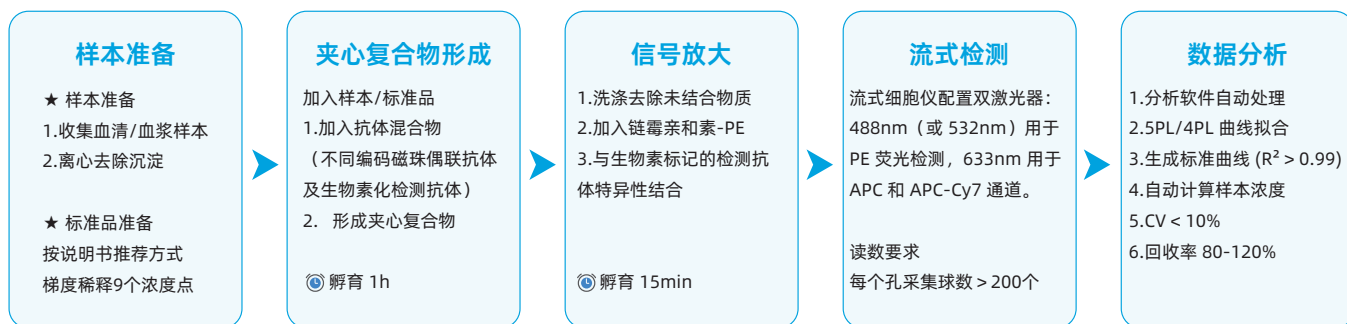 样本准备
★ 样本准备
1.收集血清/血浆样本
2.离心去除沉淀
★ 标准品准备
按说明书推荐方式
梯度稀释9个浓度点
夹心复合物形成
加入样本/标准品
1.加入抗体混合物
（不同编码磁珠偶联抗体
及生物素化检测抗体）
2. 形成夹心复合物
孵育 1h
信号放大
1.洗涤去除未结合物质
2.加入链霉亲和素-PE
3.与生物素标记的检测抗
体特异性结合
孵育 15min
流式检测
流式细胞仪配置双激光器：
488nm（或 532nm）用于
PE 荧光检测，633nm 用于
APC 和 APC-Cy7 通道。
读数要求
每个孔采集球数 > 200个
数据分析
1.分析软件自动处理
2.5PL/4PL 曲线拟合
3.生成标准曲线 (R² > 0.99)
4.自动计算样本浓度
5.CV < 10%
6.回收率 80-120%